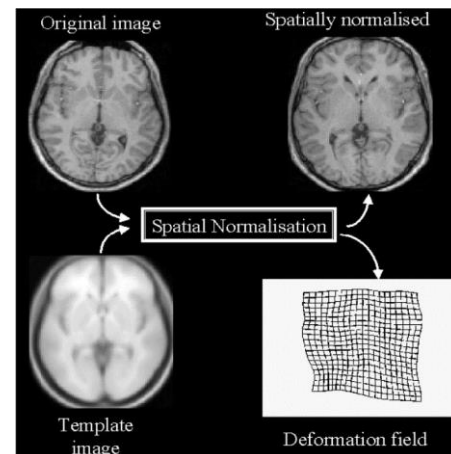 Original image
Spatially normalised
Spatial Normalisation
Template
image
Deformation field